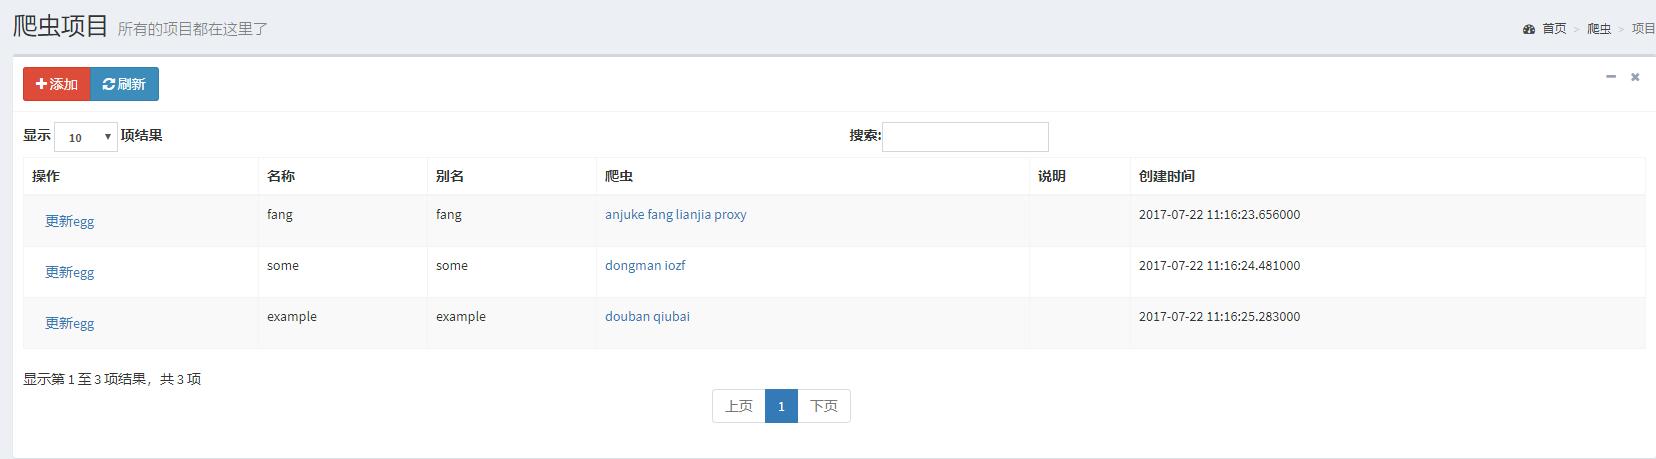 爬虫项目 所有的项目都在这里了
首页 > 爬虫 > 项目
添加 刷新
显示 10 项结果 搜索:
操作 名称 别名 爬虫 说明 创建时间
更新egg fang fang anjuke fang lianjia proxy 2017-07-22 11:16:23.656000
更新egg some some dongman iozf 2017-07-22 11:16:24.481000
更新egg example example douban qiubai 2017-07-22 11:16:25.283000
显示第 1 至 3 项结果，共 3 项
上页 1 下页